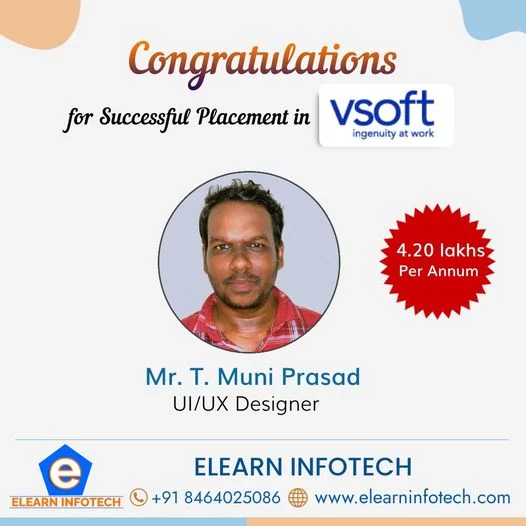 Congratulations
for Successful Placement in vsoft
ingenuity at work
4.20 lakhs
Per Annum
Mr. T. Muni Prasad
UI/UX Designer
e
ELEARN INFOTECH
ELEARN INFOTECH
+91 8464025086 www.elearninfotech.com